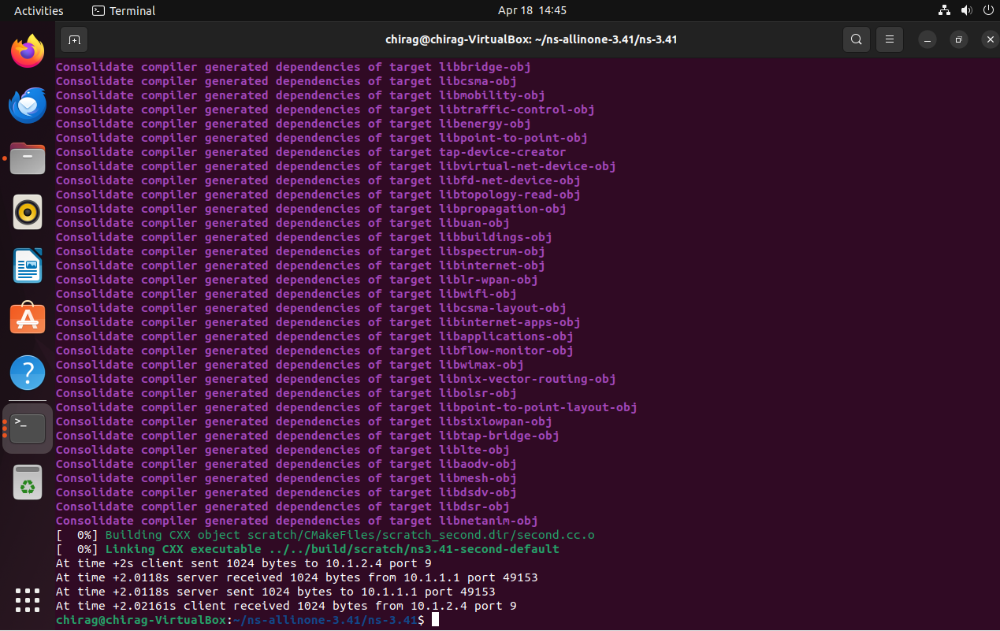 Activities Terminal Apr 18 14:45
chirag@chirag-VirtualBox: ~/ns-allinone-3.41/ns-3.41
Consolidate compiler generated dependencies of target libbridge-obj
Consolidate compiler generated dependencies of target libcsma-obj
Consolidate compiler generated dependencies of target libmobility-obj
Consolidate compiler generated dependencies of target libtraffic-control-obj
Consolidate compiler generated dependencies of target libenergy-obj
Consolidate compiler generated dependencies of target libpoint-to-point-obj
Consolidate compiler generated dependencies of target tap-device-creator
Consolidate compiler generated dependencies of target libvirtual-net-device-obj
Consolidate compiler generated dependencies of target libfd-net-device-obj
Consolidate compiler generated dependencies of target libtopology-read-obj
Consolidate compiler generated dependencies of target libpropagation-obj
Consolidate compiler generated dependencies of target libuan-obj
Consolidate compiler generated dependencies of target libbuildings-obj
Consolidate compiler generated dependencies of target libspectrum-obj
Consolidate compiler generated dependencies of target libinternet-obj
Consolidate compiler generated dependencies of target liblr-wpan-obj
Consolidate compiler generated dependencies of target libwifi-obj
Consolidate compiler generated dependencies of target libcsma-layout-obj
Consolidate compiler generated dependencies of target libinternet-apps-obj
Consolidate compiler generated dependencies of target libapplications-obj
Consolidate compiler generated dependencies of target libflow-monitor-obj
Consolidate compiler generated dependencies of target libwimax-obj
Consolidate compiler generated dependencies of target libnix-vector-routing-obj
Consolidate compiler generated dependencies of target libolsr-obj
Consolidate compiler generated dependencies of target libpoint-to-point-layout-obj
Consolidate compiler generated dependencies of target libsixlowpan-obj
Consolidate compiler generated dependencies of target libtap-bridge-obj
Consolidate compiler generated dependencies of target liblte-obj
Consolidate compiler generated dependencies of target libaodv-obj
Consolidate compiler generated dependencies of target libmesh-obj
Consolidate compiler generated dependencies of target libdsdv-obj
Consolidate compiler generated dependencies of target libdsr-obj
Consolidate compiler generated dependencies of target libnetanim-obj
[  0%] Building CXX object scratch/CMakeFiles/scratch_second.dir/second.cc.o
[  0%] Linking CXX executable ../../build/scratch/ns3.41-second-default
At time +2s client sent 1024 bytes to 10.1.2.4 port 9
At time +2.0118s server received 1024 bytes from 10.1.1.1 port 49153
At time +2.0118s server sent 1024 bytes to 10.1.1.1 port 49153
At time +2.02161s client received 1024 bytes from 10.1.2.4 port 9
chirag@chirag-VirtualBox:~/ns-allinone-3.41/ns-3.41$